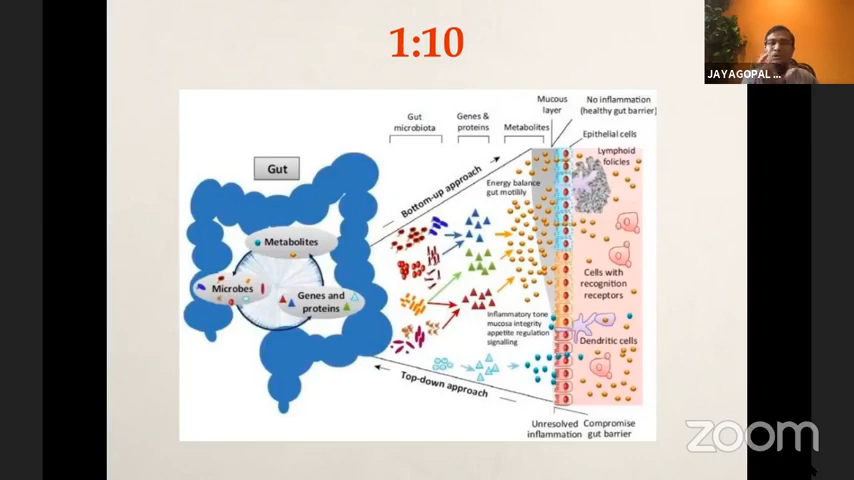 1:10
JAYAGOPAL ...
Mucous
layer
No inflammation
(healthy gut barrier)
Gut
microbiota
Genes &
proteins
Metabolites
Epithelial cells
Lymphoid
folicles
Gut
Bottom-up approach
Energy balance
gut motilily
Metabolites
Microbes
Genes and
proteins
Cells with
recognition
receptors
Inflammatory tone
mucosa integrity
appetite regulation
signalling
Dendritic cells
Top-down approach
Unresolved
inflammation
Compromise
gut barrier
zoom